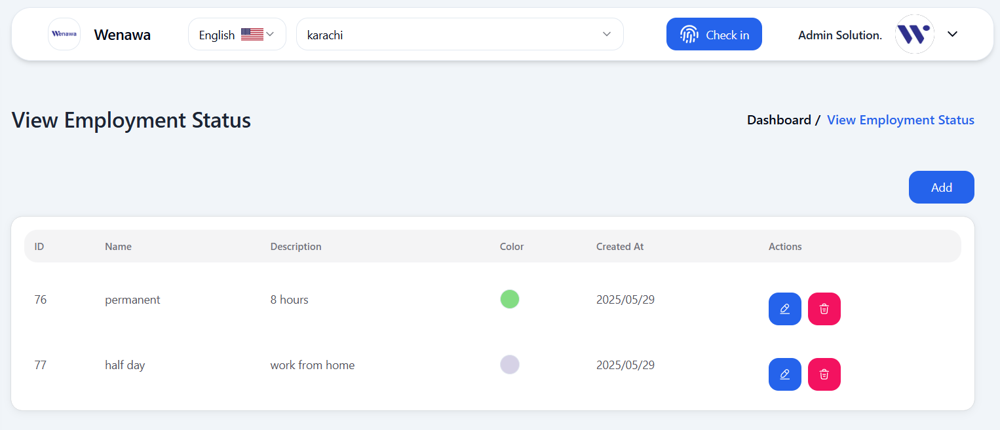 Wenawa Wenawa English karachi Check in Admin Solution.
View Employment Status Dashboard / View Employment Status
Add
ID Name Description Color Created At Actions
76 permanent 8 hours 2025/05/29
77 half day work from home 2025/05/29